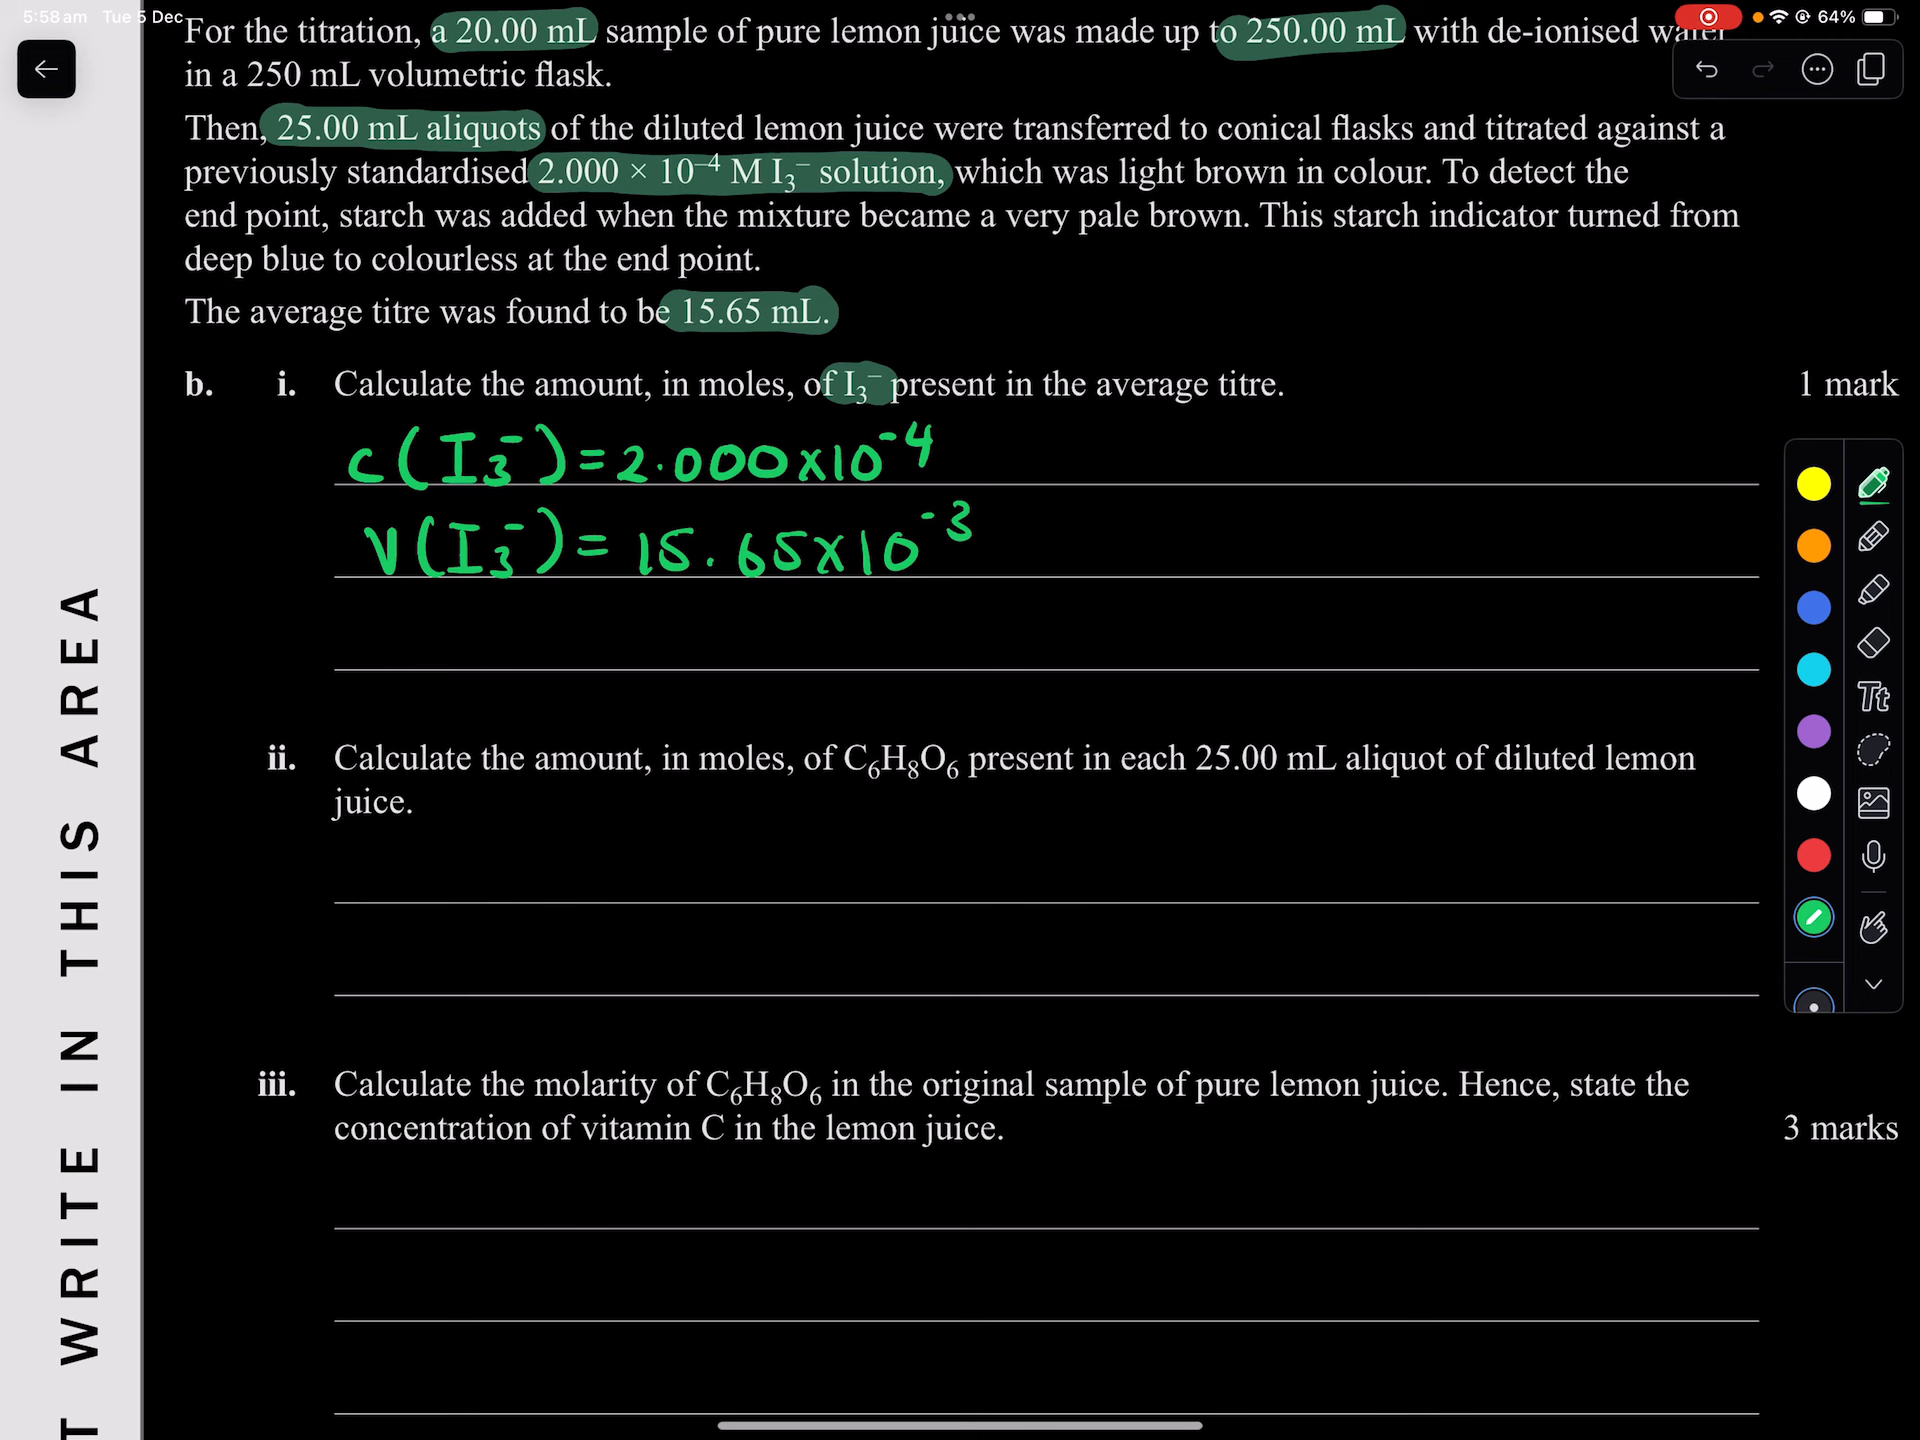 5:58 am Tue 5 Dec
64%
For the titration, a 20.00 mL sample of pure lemon juice was made up to 250.00 mL with de-ionised water
in a 250 mL volumetric flask.
Then, 25.00 mL aliquots of the diluted lemon juice were transferred to conical flasks and titrated against a
previously standardised 2.000 × 10⁻⁴ M I₃⁻ solution, which was light brown in colour. To detect the
end point, starch was added when the mixture became a very pale brown. This starch indicator turned from
deep blue to colourless at the end point.
The average titre was found to be 15.65 mL.
b. i. Calculate the amount, in moles, of I₃⁻ present in the average titre. 1 mark
c(I₃⁻)=2.000×10⁻⁴
V(I₃⁻)= 15.65×10⁻³
ii. Calculate the amount, in moles, of C₆H₈O₆ present in each 25.00 mL aliquot of diluted lemon
juice.
iii. Calculate the molarity of C₆H₈O₆ in the original sample of pure lemon juice. Hence, state the
concentration of vitamin C in the lemon juice. 3 marks
T WRITE IN THIS AREA
Tt